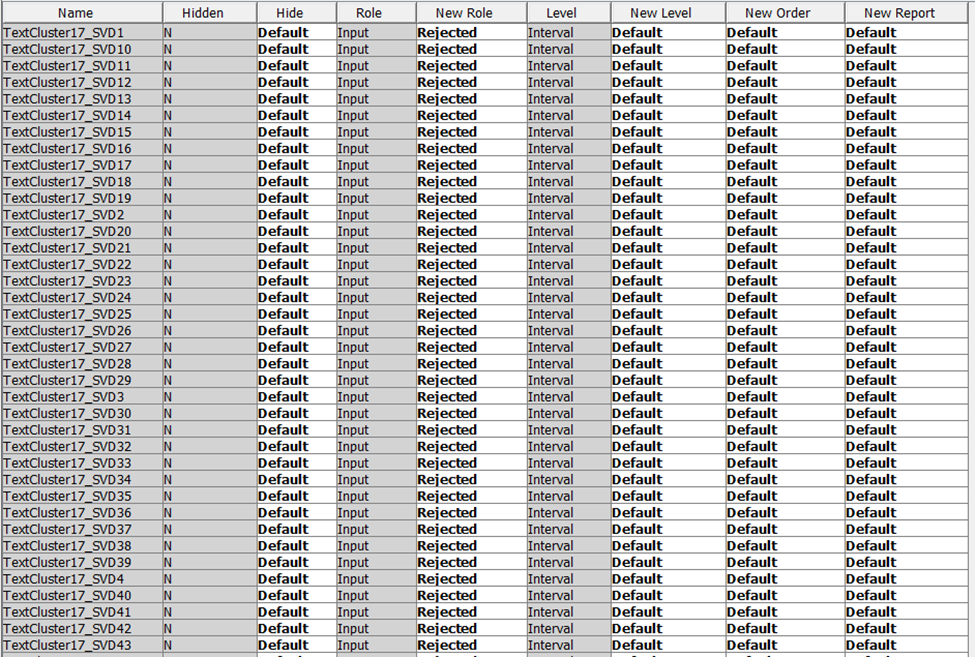 Name Hidden Hide Role New Role Level New Level New Order New Report
TextCluster17_SVD1 N Default Input Rejected Interval Default Default Default
TextCluster17_SVD10 N Default Input Rejected Interval Default Default Default
TextCluster17_SVD11 N Default Input Rejected Interval Default Default Default
TextCluster17_SVD12 N Default Input Rejected Interval Default Default Default
TextCluster17_SVD13 N Default Input Rejected Interval Default Default Default
TextCluster17_SVD14 N Default Input Rejected Interval Default Default Default
TextCluster17_SVD15 N Default Input Rejected Interval Default Default Default
TextCluster17_SVD16 N Default Input Rejected Interval Default Default Default
TextCluster17_SVD17 N Default Input Rejected Interval Default Default Default
TextCluster17_SVD18 N Default Input Rejected Interval Default Default Default
TextCluster17_SVD19 N Default Input Rejected Interval Default Default Default
TextCluster17_SVD2 N Default Input Rejected Interval Default Default Default
TextCluster17_SVD20 N Default Input Rejected Interval Default Default Default
TextCluster17_SVD21 N Default Input Rejected Interval Default Default Default
TextCluster17_SVD22 N Default Input Rejected Interval Default Default Default
TextCluster17_SVD23 N Default Input Rejected Interval Default Default Default
TextCluster17_SVD24 N Default Input Rejected Interval Default Default Default
TextCluster17_SVD25 N Default Input Rejected Interval Default Default Default
TextCluster17_SVD26 N Default Input Rejected Interval Default Default Default
TextCluster17_SVD27 N Default Input Rejected Interval Default Default Default
TextCluster17_SVD28 N Default Input Rejected Interval Default Default Default
TextCluster17_SVD29 N Default Input Rejected Interval Default Default Default
TextCluster17_SVD3 N Default Input Rejected Interval Default Default Default
TextCluster17_SVD30 N Default Input Rejected Interval Default Default Default
TextCluster17_SVD31 N Default Input Rejected Interval Default Default Default
TextCluster17_SVD32 N Default Input Rejected Interval Default Default Default
TextCluster17_SVD33 N Default Input Rejected Interval Default Default Default
TextCluster17_SVD34 N Default Input Rejected Interval Default Default Default
TextCluster17_SVD35 N Default Input Rejected Interval Default Default Default
TextCluster17_SVD36 N Default Input Rejected Interval Default Default Default
TextCluster17_SVD37 N Default Input Rejected Interval Default Default Default
TextCluster17_SVD38 N Default Input Rejected Interval Default Default Default
TextCluster17_SVD39 N Default Input Rejected Interval Default Default Default
TextCluster17_SVD4 N Default Input Rejected Interval Default Default Default
TextCluster17_SVD40 N Default Input Rejected Interval Default Default Default
TextCluster17_SVD41 N Default Input Rejected Interval Default Default Default
TextCluster17_SVD42 N Default Input Rejected Interval Default Default Default
TextCluster17_SVD43 N Default Input Rejected Interval Default Default Default